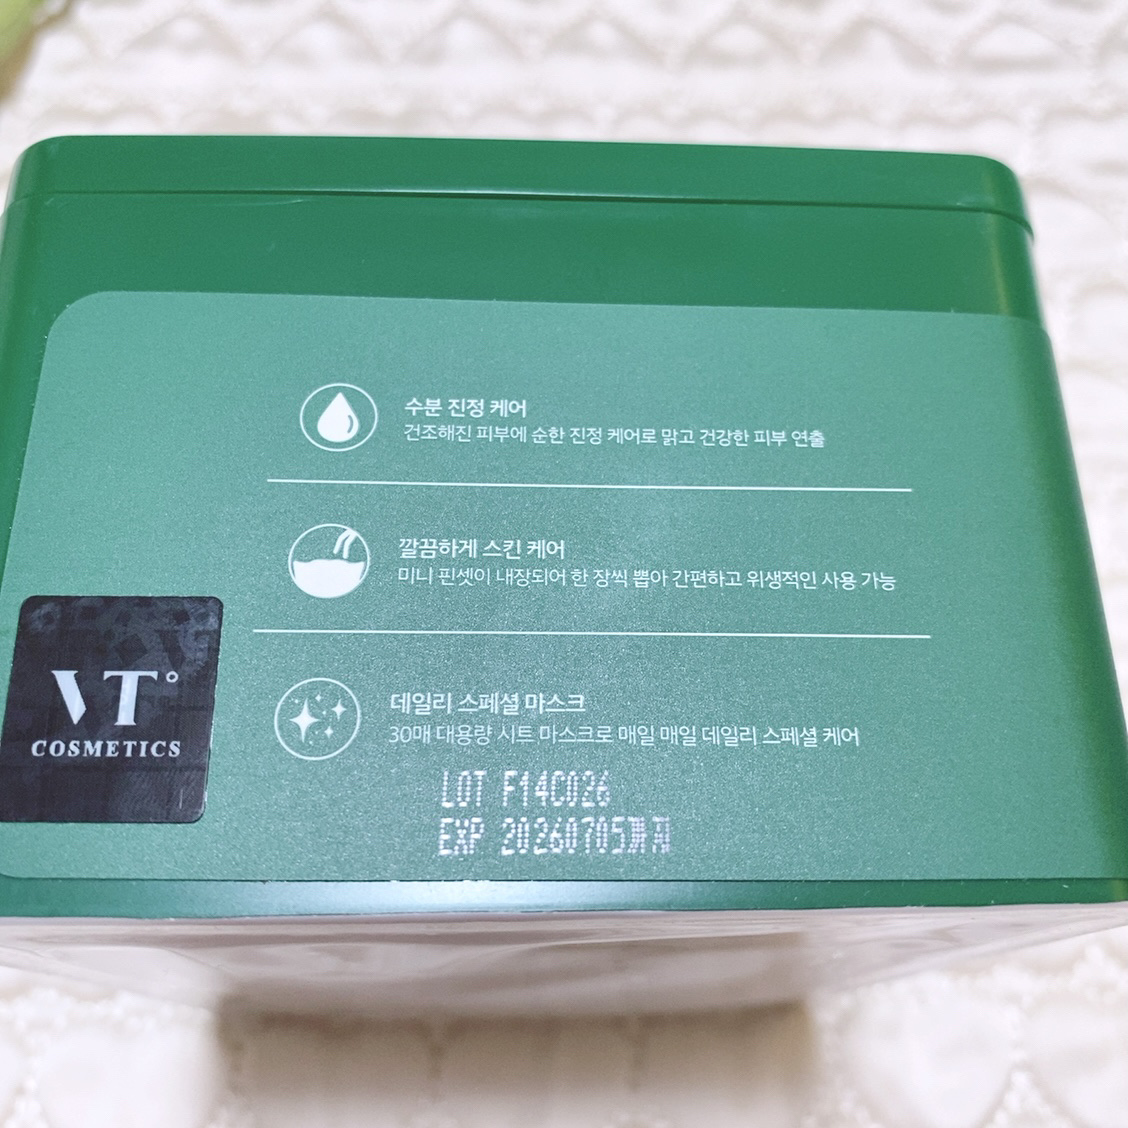 수분 진정 케어
건조해진 피부에 순한 진정 케어로 맑고 건강한 피부 연출
깔끔하게 스킨 케어
미니 핀셋이 내장되어 한 장씩 뽑아 간편하고 위생적인 사용 가능
데일리 스페셜 마스크
30매 대용량 시트 마스크로 매일 매일 데일리 스페셜 케어
VT
COSMETICS
LOT F14C026
EXP 20260705까지